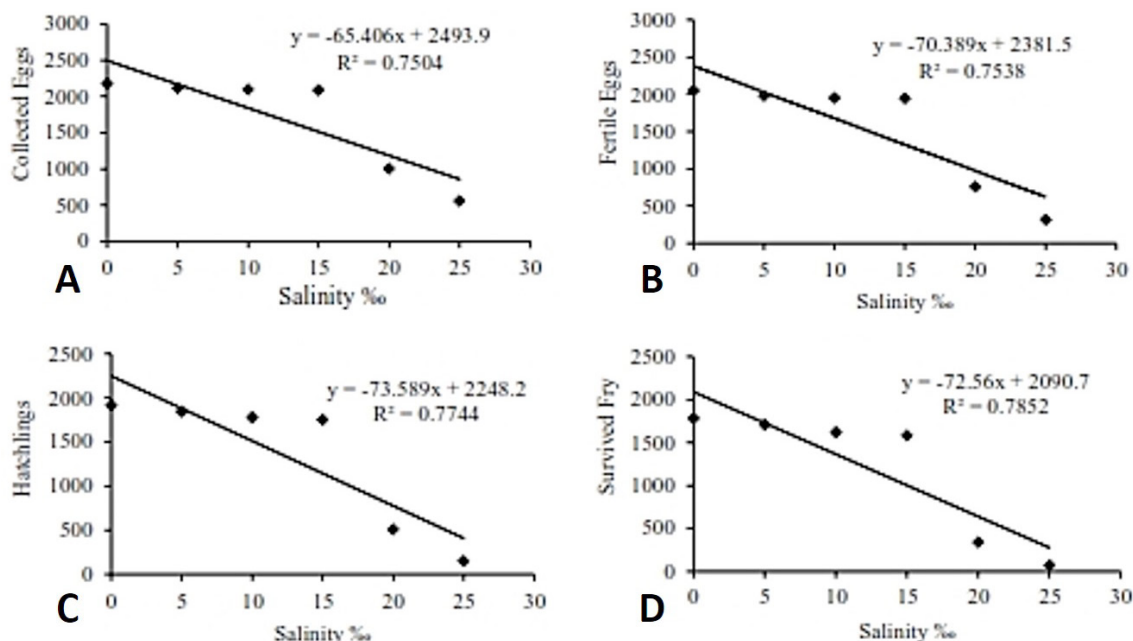 3000
2500
2000
1500
1000
500
0
Collected Eggs
y = -65.406x + 2493.9
R² = 0.7504
0 5 10 15 20 25 30
Salinity ‰
A
3000
2500
2000
1500
1000
500
0
Fertile Eggs
y = -70.389x + 2381.5
R² = 0.7538
0 5 10 15 20 25 30
Salinity ‰
B
2500
2000
1500
1000
500
0
Hatchlings
y = -73.589x + 2248.2
R² = 0.7744
0 5 10 15 20 25 30
Salinity ‰
C
2500
2000
1500
1000
500
0
Survived Fry
y = -72.56x + 2090.7
R² = 0.7852
0 5 10 15 20 25 30
Salinity ‰
D